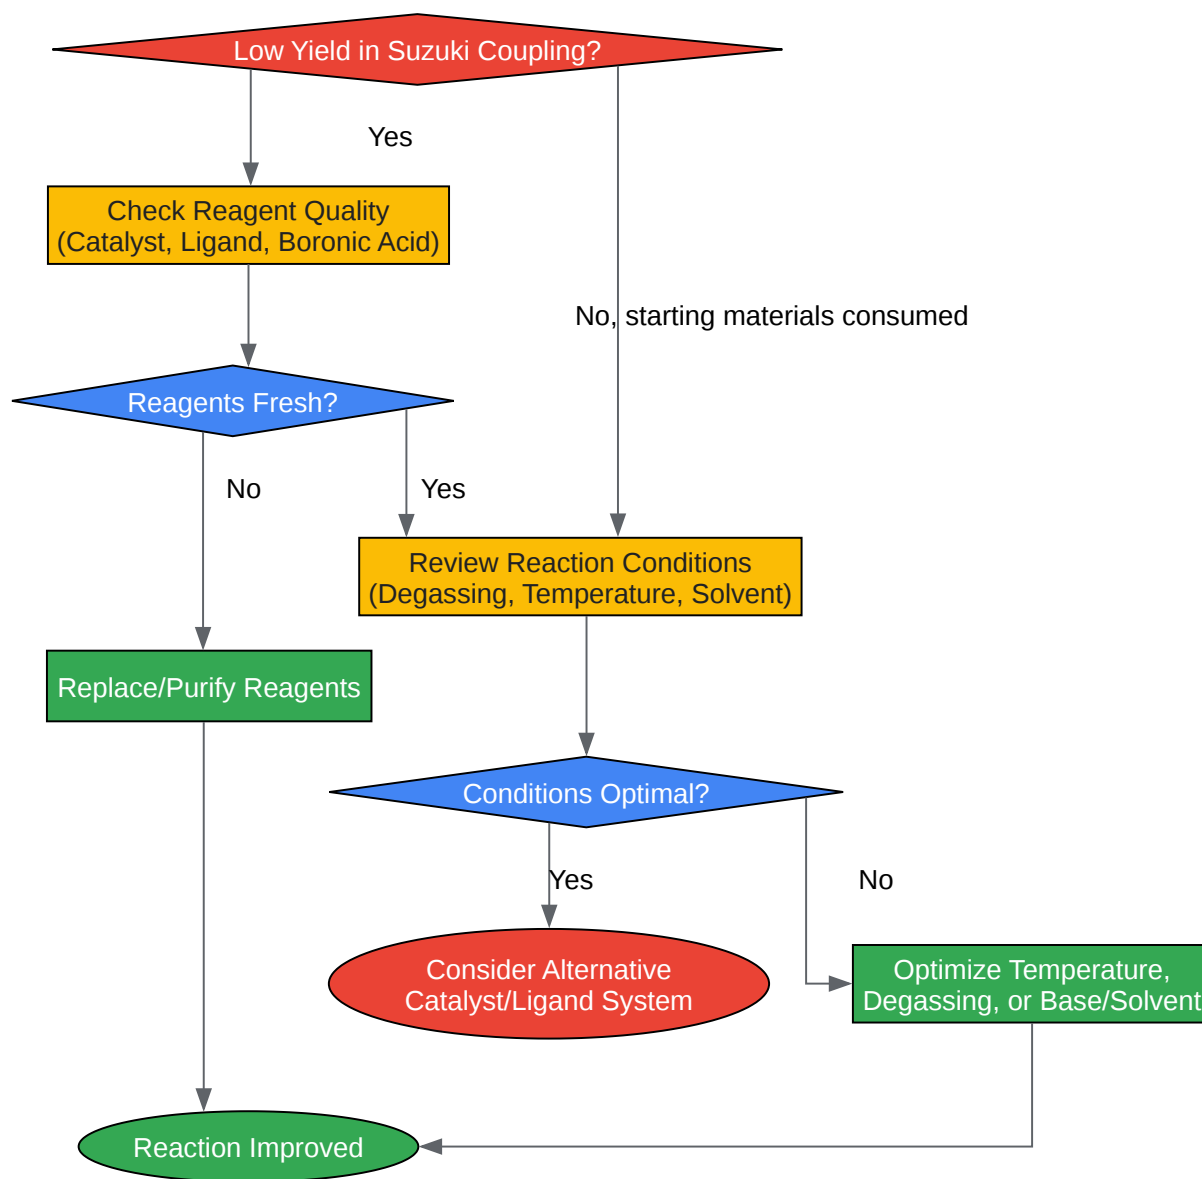 Low Yield in Suzuki Coupling?
Yes
Check Reagent Quality
(Catalyst, Ligand, Boronic Acid)
No, starting materials consumed
Reagents Fresh?
No
Yes
Review Reaction Conditions
(Degassing, Temperature, Solvent)
Replace/Purify Reagents
Conditions Optimal?
Yes
No
Consider Alternative
Catalyst/Ligand System
Optimize Temperature,
Degassing, or Base/Solvent
Reaction Improved